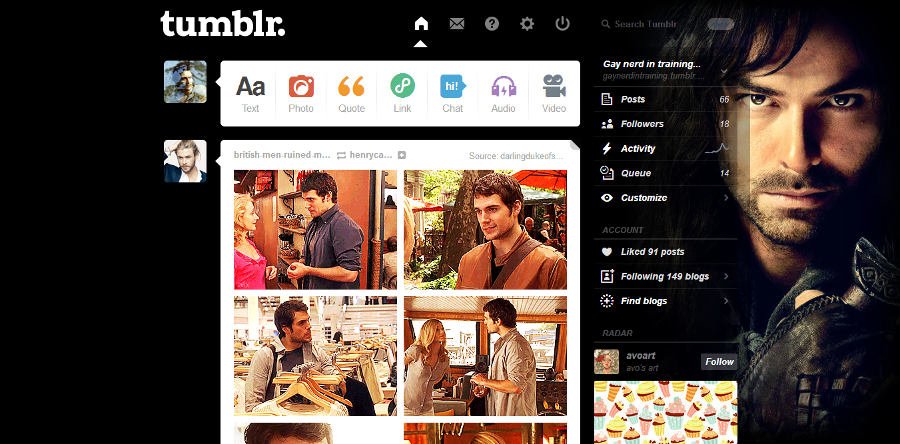 tumblr.
Search Tumblr
Aa
hi!
Text
Photo
Quote
Link
Chat
Audio
Video
british-men-ruined-m...
henryca...
Source: darlingdukeofs...
Gay nerd in training...
gaynerdintraining.tumblr....
Posts 66
Followers 18
Activity
Queue 14
Customize
ACCOUNT
Liked 91 posts
Following 149 blogs
Find blogs
RADAR
avoart
avo's art
Follow